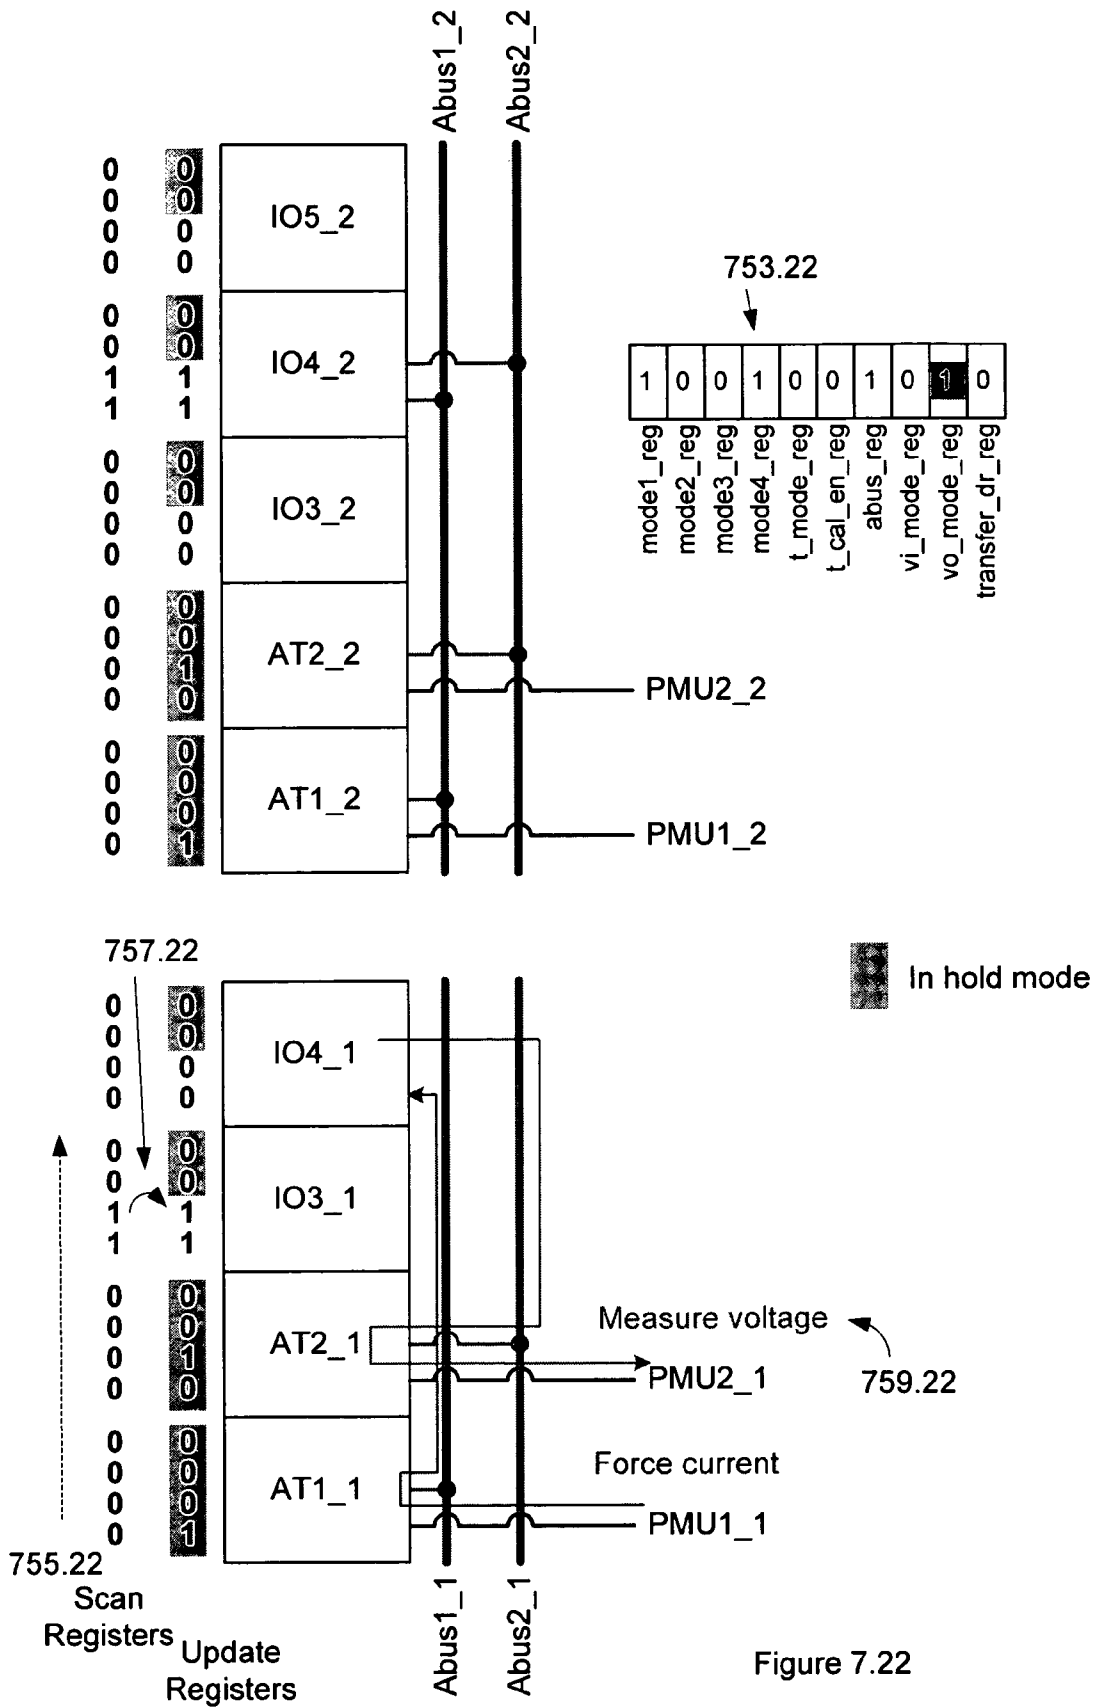 Abus1_2
Abus2_2
0 0
0 0
0 0
0 0
IO5_2
0 0
0 0
1 1
1 1
IO4_2
0 0
0 0
0 0
0 0
IO3_2
0 0
0 0
0 1
0 0
AT2_2
PMU2_2
0 0
0 0
0 0
0 1
AT1_2
PMU1_2
753.22
1 0 0 1 0 0 1 0 1 0
mode1_reg
mode2_reg
mode3_reg
mode4_reg
t_mode_reg
t_cal_en_reg
abus_reg
vi_mode_reg
vo_mode_reg
transfer_dr_reg
757.22
In hold mode
0 0
0 0
0 0
0 0
IO4_1
0 0
0 0
1 1
1 1
IO3_1
0 0
0 0
0 1
0 0
AT2_1
Measure voltage
PMU2_1
759.22
0 0
0 0
0 0
0 1
AT1_1
Force current
PMU1_1
755.22
Scan
Registers
Update
Registers
Abus1_1
Abus2_1
Figure 7.22